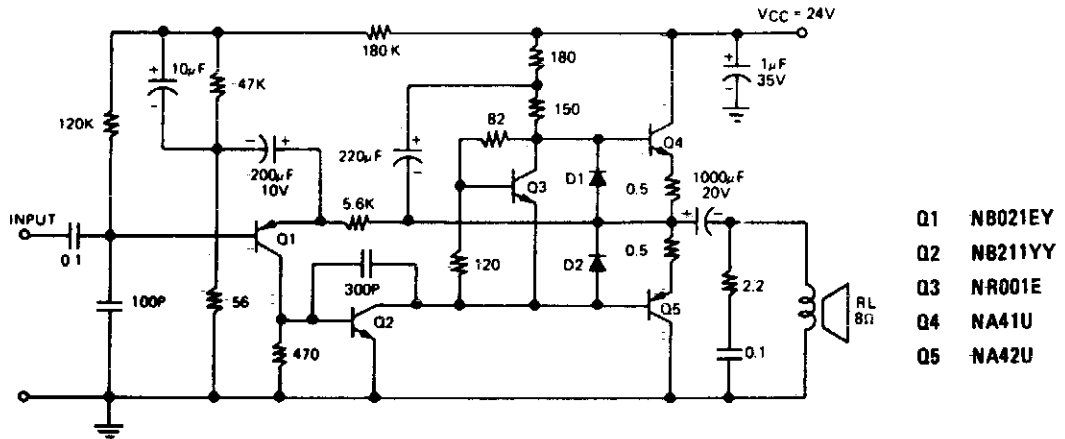 VCC = 24V
180 K
180
1µF
35V
10µF
47K
120K
150
82
200µF
10V
220µF
Q3
Q4
D1
0.5
1000µF
20V
INPUT
0 1
5.6K
Q1
300P
120
D2
0.5
2.2
RL
8Ω
100P
56
Q2
Q5
470
0.1
Q1 NB021EY
Q2 NB211YY
Q3 NR001E
Q4 NA41U
Q5 NA42U